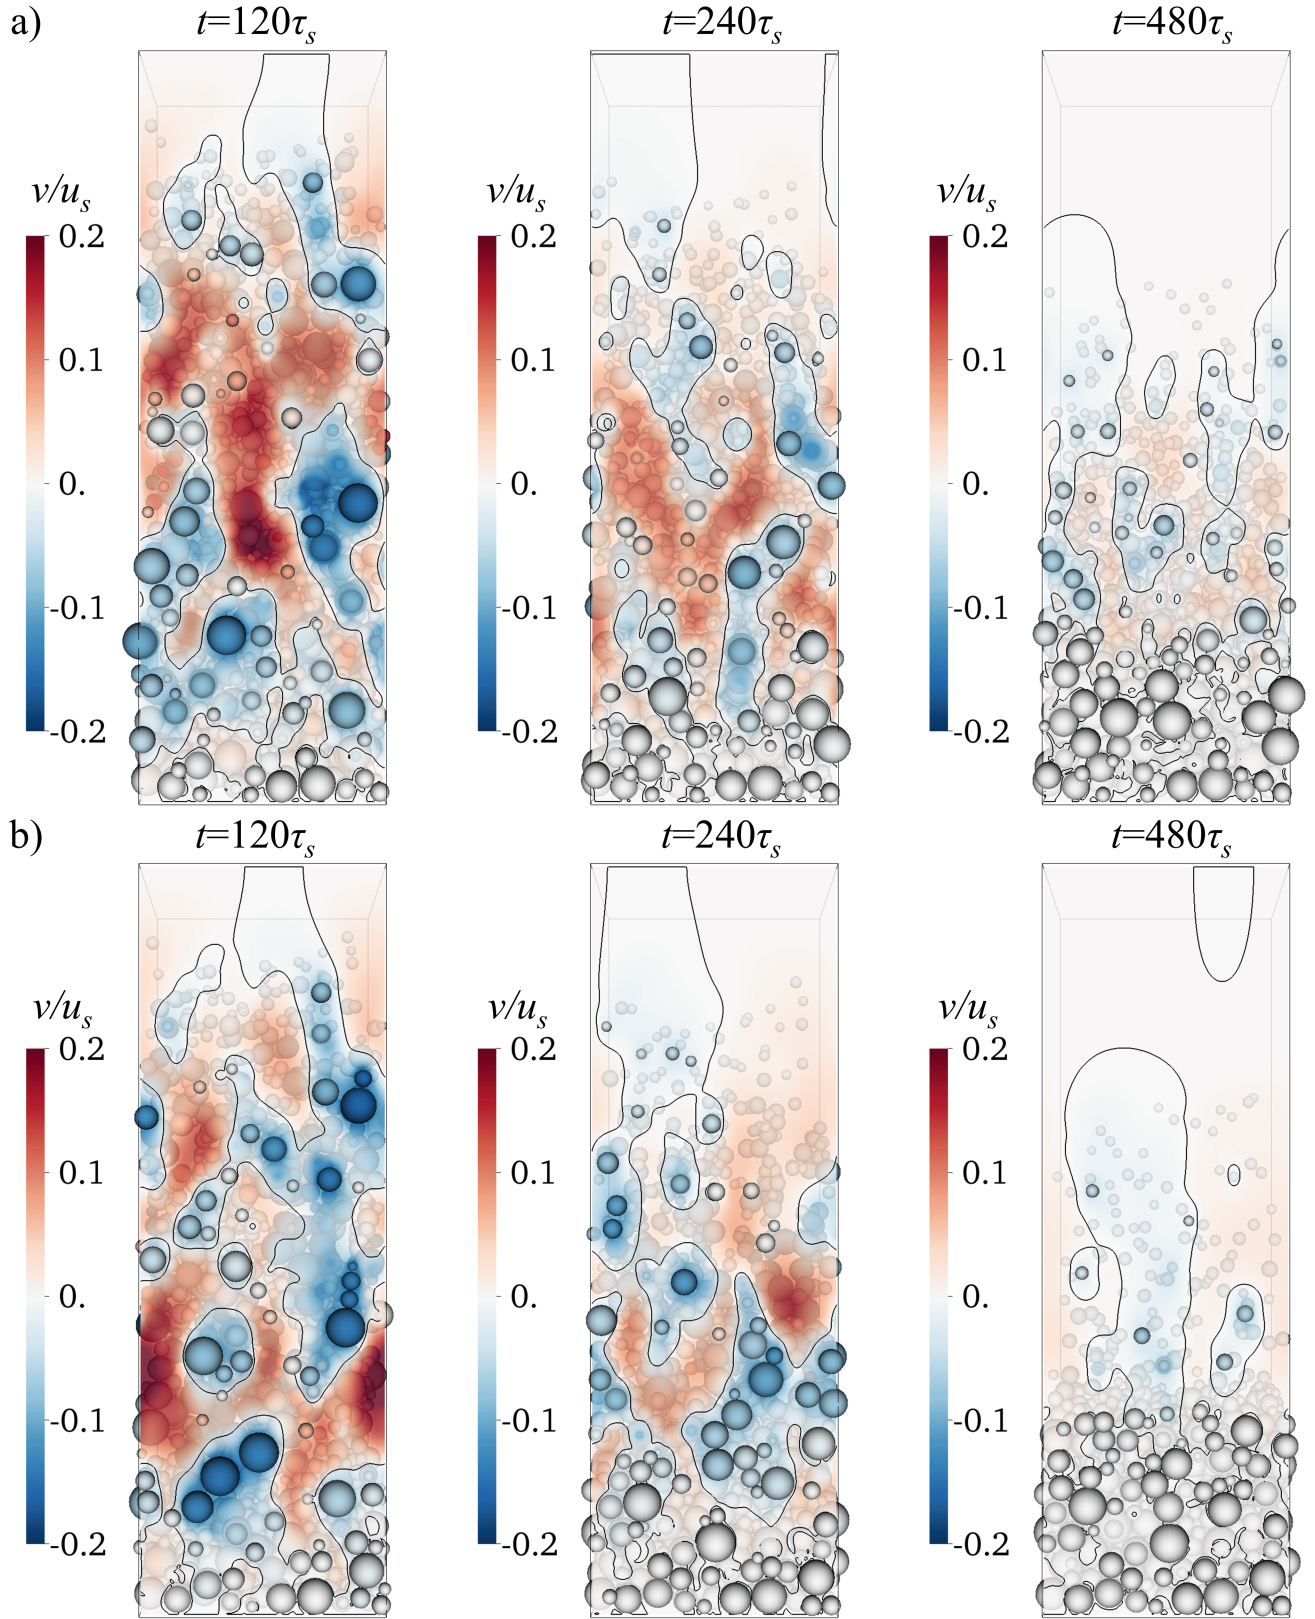 a) t=120τs t=240τs t=480τs
v/us v/us v/us
0.2 0.2 0.2
0.1 0.1 0.1
0. 0. 0.
-0.1 -0.1 -0.1
-0.2 -0.2 -0.2
b) t=120τs t=240τs t=480τs
v/us v/us v/us
0.2 0.2 0.2
0.1 0.1 0.1
0. 0. 0.
-0.1 -0.1 -0.1
-0.2 -0.2 -0.2